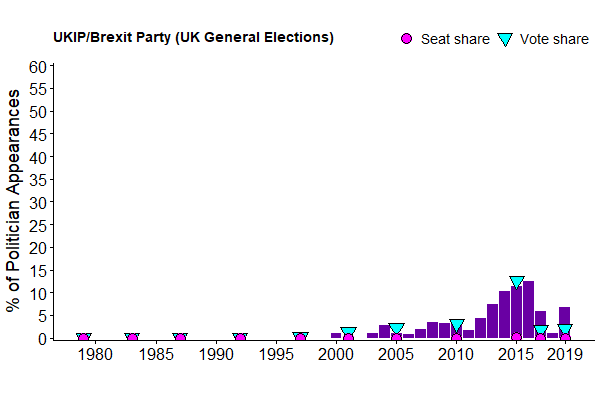 UKIP/Brexit Party (UK General Elections)
Seat share
Vote share
% of Politician Appearances
60
55
50
45
40
35
30
25
20
15
10
5
0
1980 1985 1990 1995 2000 2005 2010 2015 2019